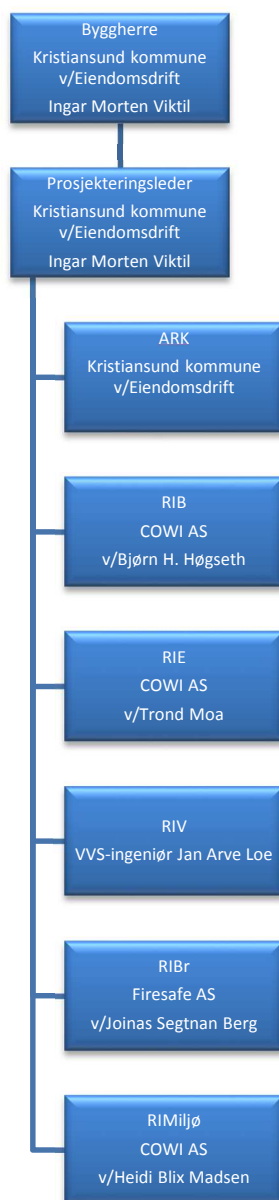 Byggherre
Kristiansund kommune
v/Eiendomsdrift
Ingar Morten Viktil
Prosjekteringsleder
Kristiansund kommune
v/Eiendomsdrift
Ingar Morten Viktil
ARK
Kristiansund kommune
v/Eiendomsdrift
RIB
COWI AS
v/Bjørn H. Høgseth
RIE
COWI AS
v/Trond Moa
RIV
VVS-ingeniør Jan Arve Loe
RIBr
Firesafe AS
v/Joinas Segtnan Berg
RIMiljø
COWI AS
v/Heidi Blix Madsen